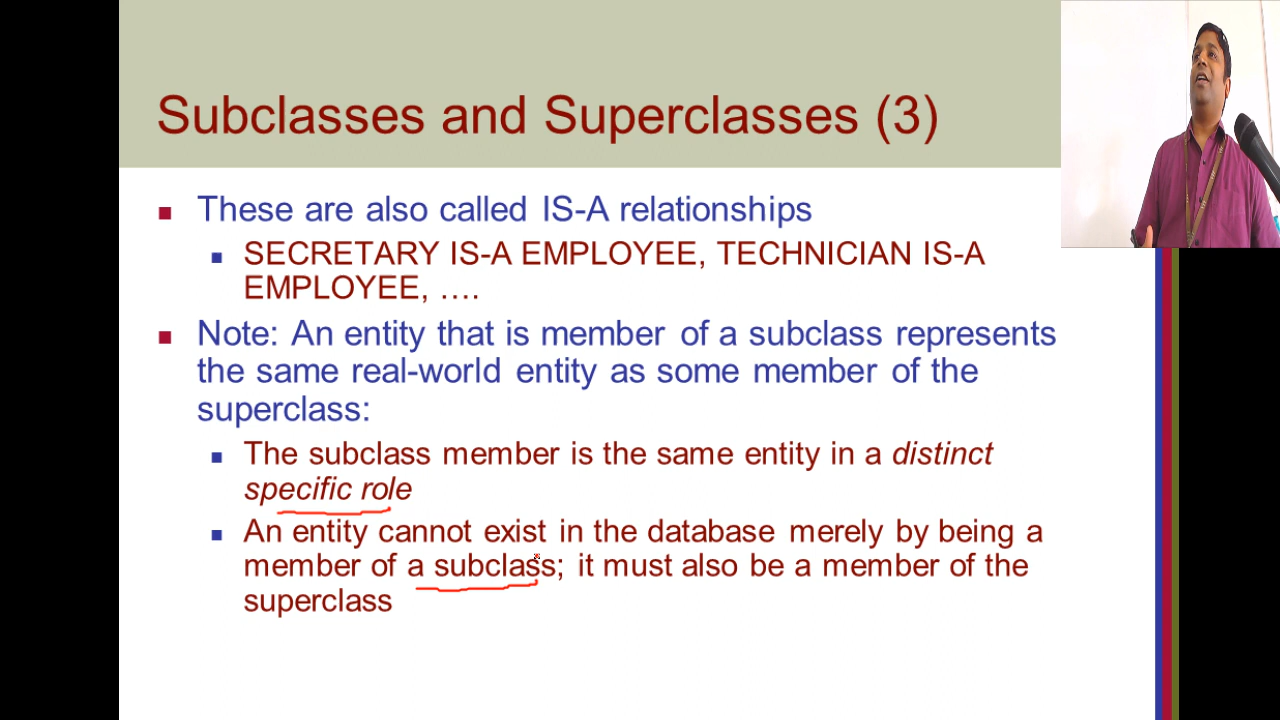 Subclasses and Superclasses (3)
These are also called IS-A relationships
SECRETARY IS-A EMPLOYEE, TECHNICIAN IS-A
EMPLOYEE, ….
Note: An entity that is member of a subclass represents
the same real-world entity as some member of the
superclass:
The subclass member is the same entity in a distinct
specific role
An entity cannot exist in the database merely by being a
member of a subclass; it must also be a member of the
superclass